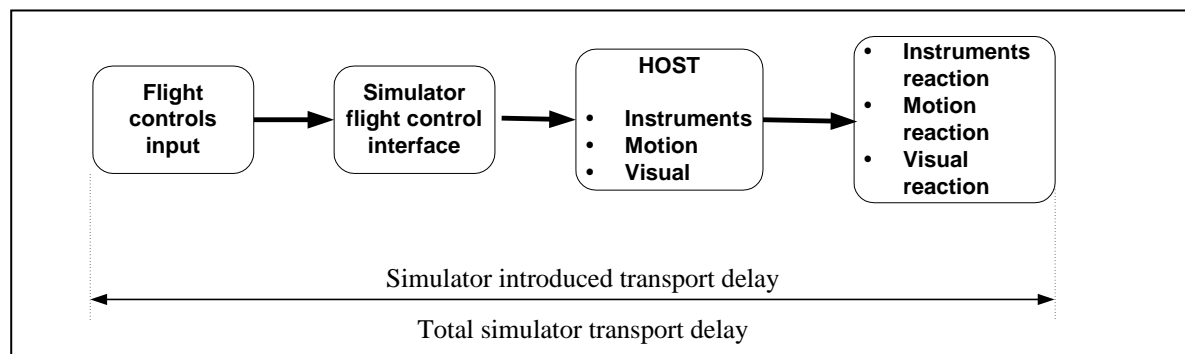 Flight
controls
input
Simulator
flight control
interface
HOST
• Instruments
• Motion
• Visual
• Instruments
reaction
• Motion
reaction
• Visual
reaction
Simulator introduced transport delay
Total simulator transport delay